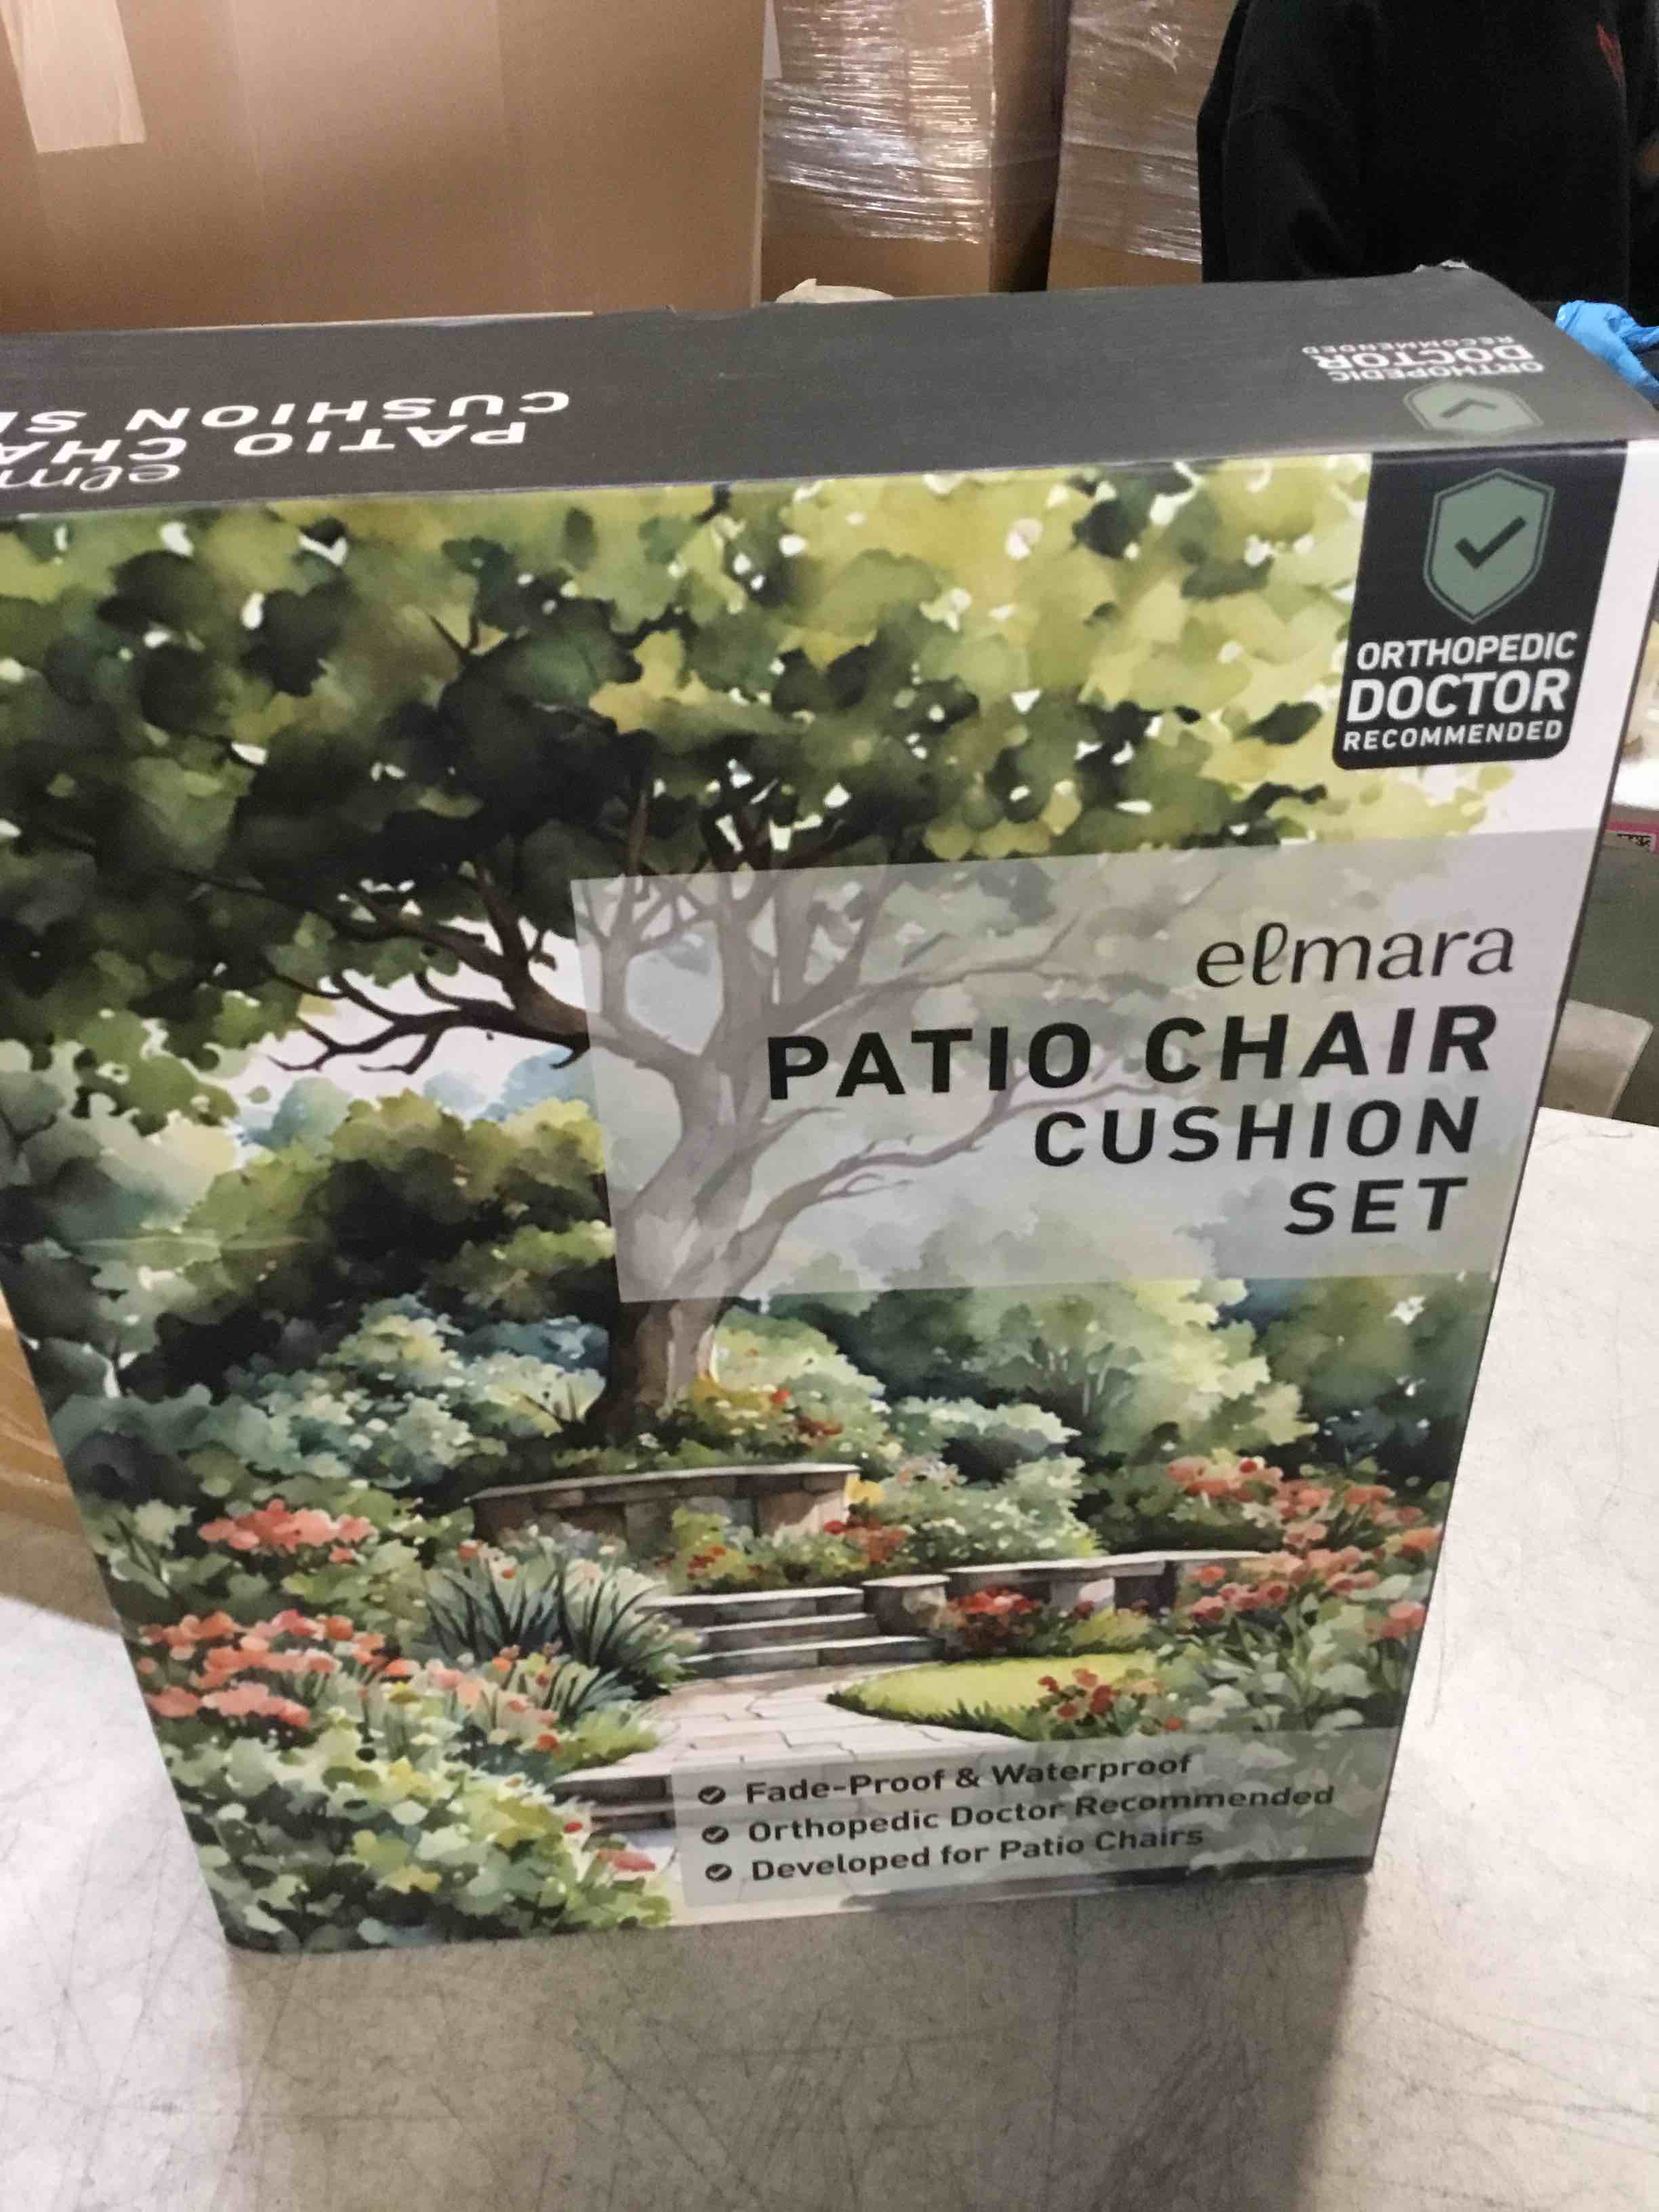 PATIO CHA
CUSHION SE
elm
ORTHOPEDIC
DOCTOR
RECOMMENDED
ORTHOPEDIC
DOCTOR
RECOMMENDED
elmara
PATIO CHAIR
CUSHION
SET
Fade-Proof & Waterproof
Orthopedic Doctor Recommended
Developed for Patio Chairs